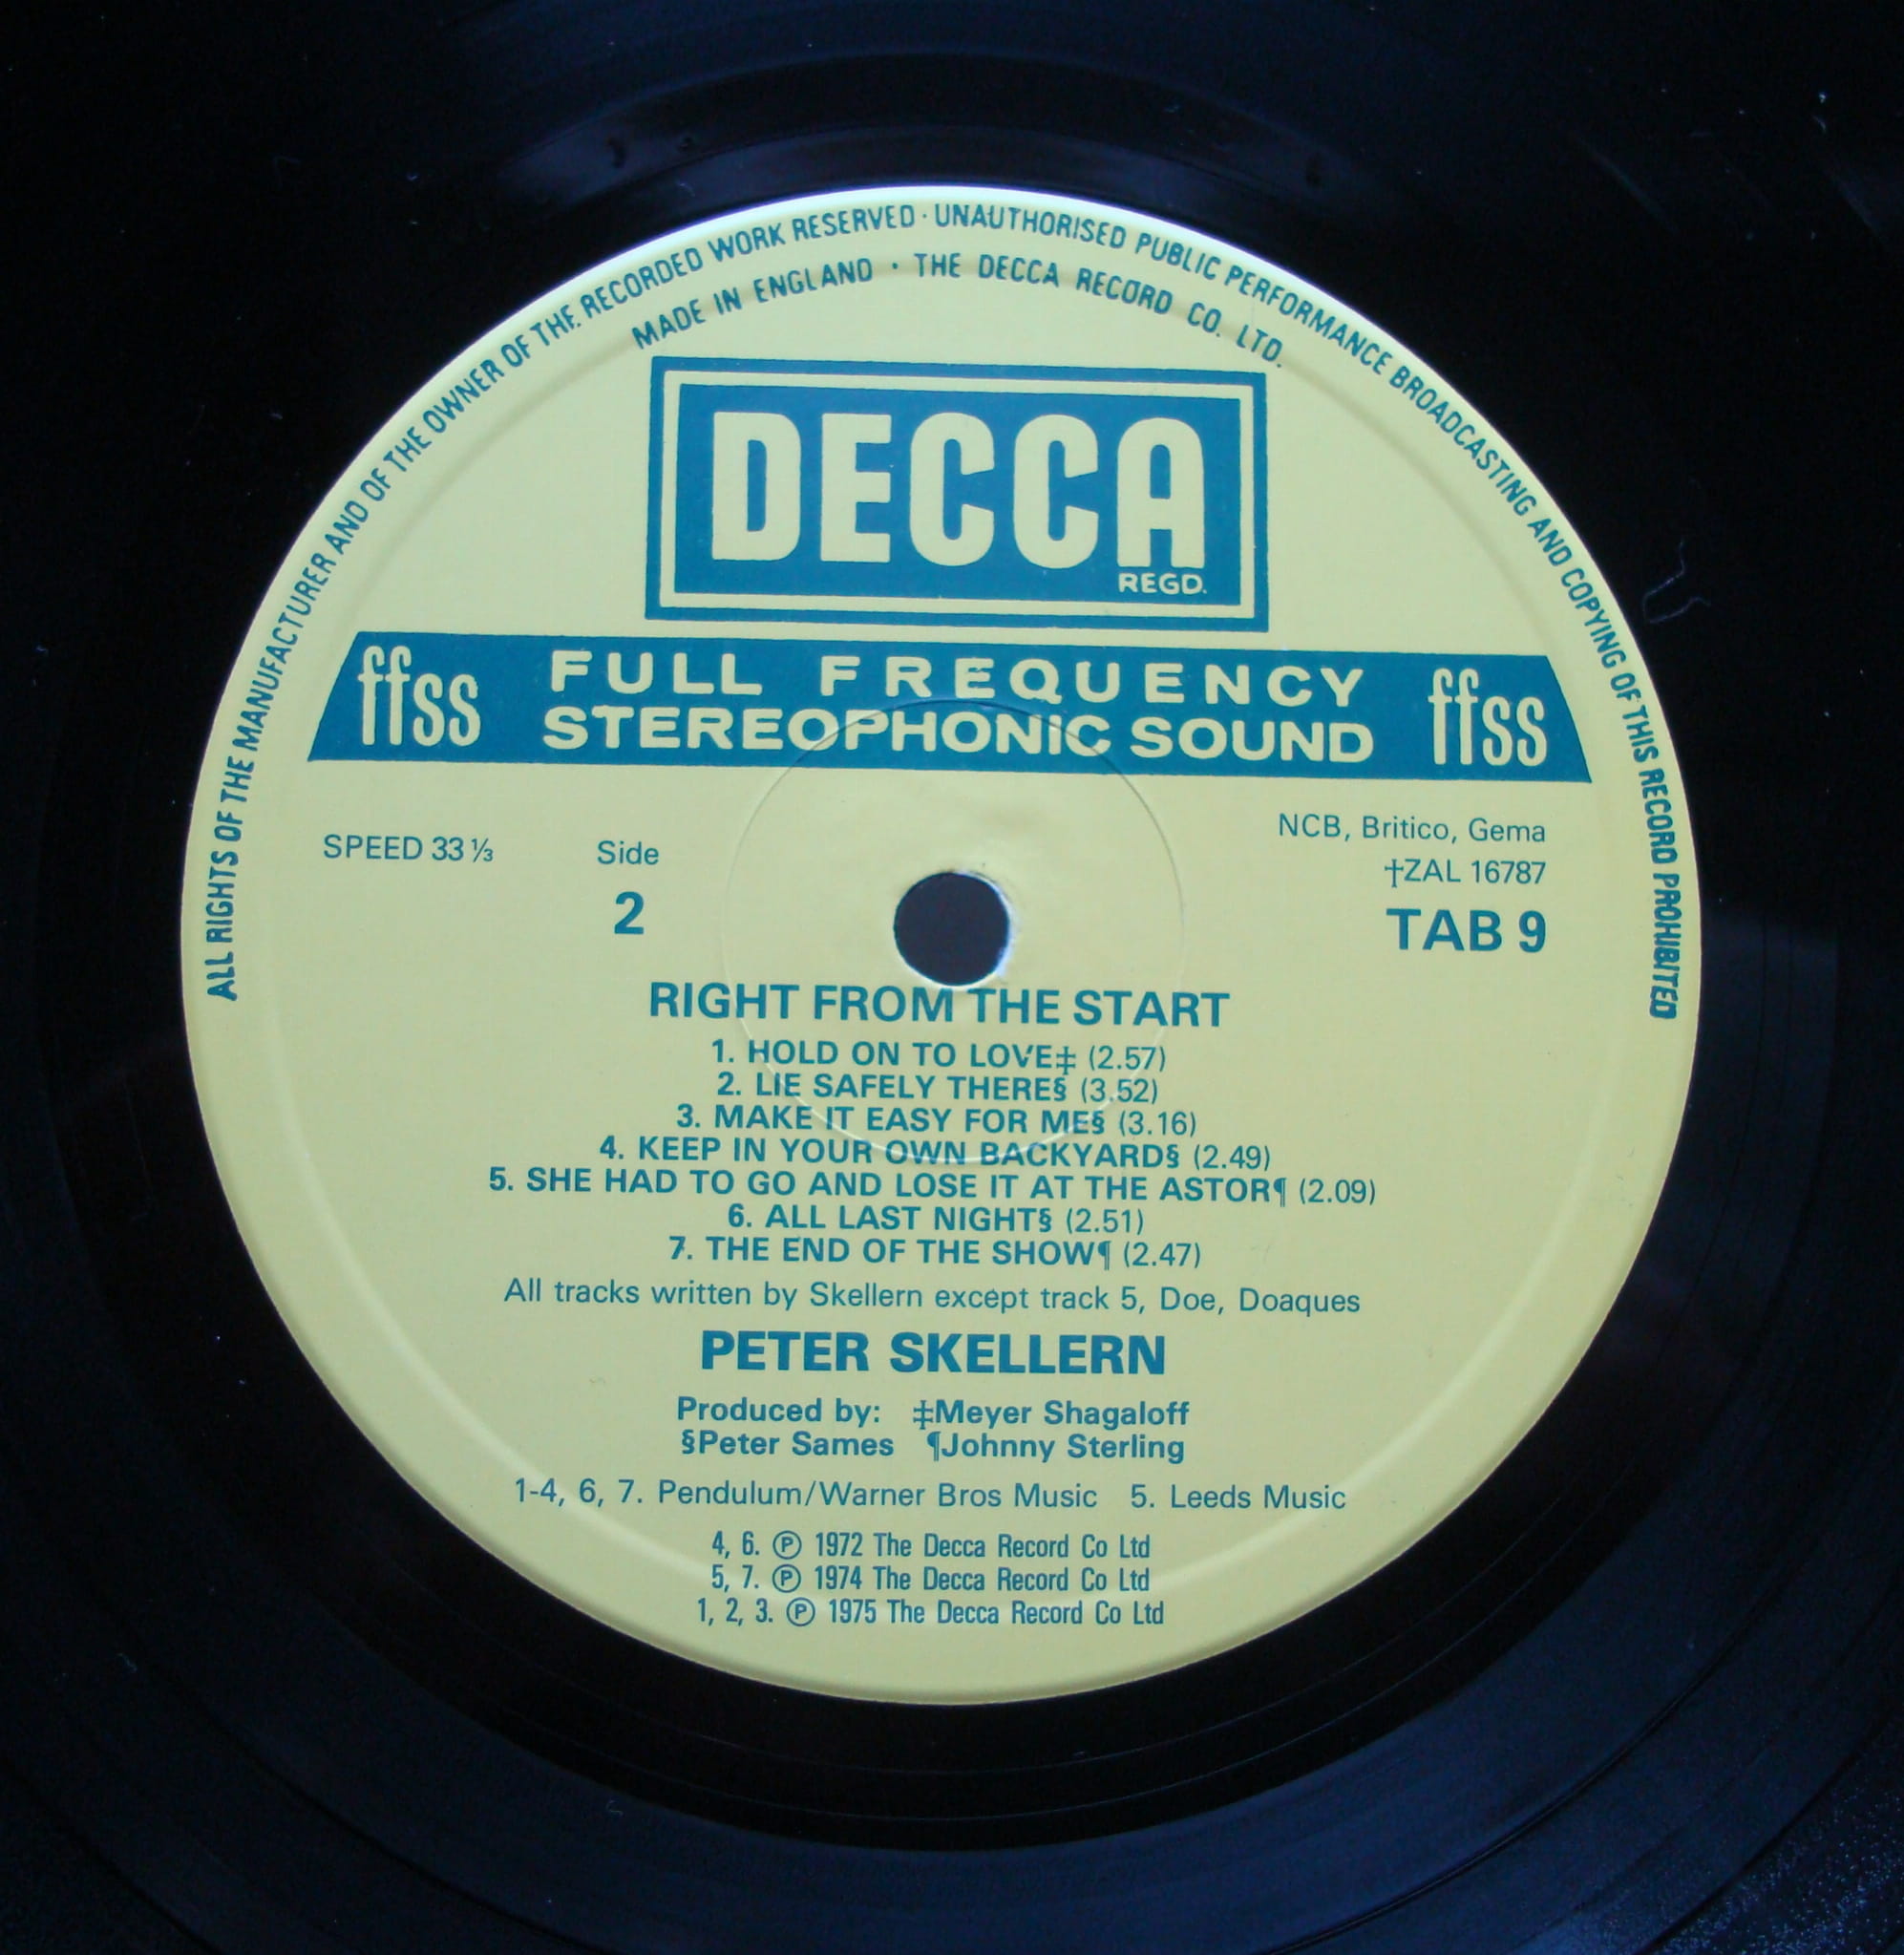 ALL RIGHTS OF THE MANUFACTURER AND OF THE OWNER OF THE RECORDED WORK RESERVED · UNAUTHORISED PUBLIC PERFORMANCE BROADCASTING AND COPYING OF THIS RECORD PROHIBITED
MADE IN ENGLAND · THE DECCA RECORD CO. LTD.
DECCA
REGD.
ffss FULL FREQUENCY STEREOPHONIC SOUND ffss
SPEED 33 ⅓
Side
2
NCB, Britico, Gema
†ZAL 16787
TAB 9
RIGHT FROM THE START
1. HOLD ON TO LOVE‡ (2.57)
2. LIE SAFELY THERE§ (3.52)
3. MAKE IT EASY FOR ME§ (3.16)
4. KEEP IN YOUR OWN BACKYARD§ (2.49)
5. SHE HAD TO GO AND LOSE IT AT THE ASTOR¶ (2.09)
6. ALL LAST NIGHT§ (2.51)
7. THE END OF THE SHOW¶ (2.47)
All tracks written by Skellern except track 5, Doe, Doaques
PETER SKELLERN
Produced by: ‡Meyer Shagaloff
§Peter Sames ¶Johnny Sterling
1-4, 6, 7. Pendulum/Warner Bros Music 5. Leeds Music
4, 6. ℗ 1972 The Decca Record Co Ltd
5, 7. ℗ 1974 The Decca Record Co Ltd
1, 2, 3. ℗ 1975 The Decca Record Co Ltd